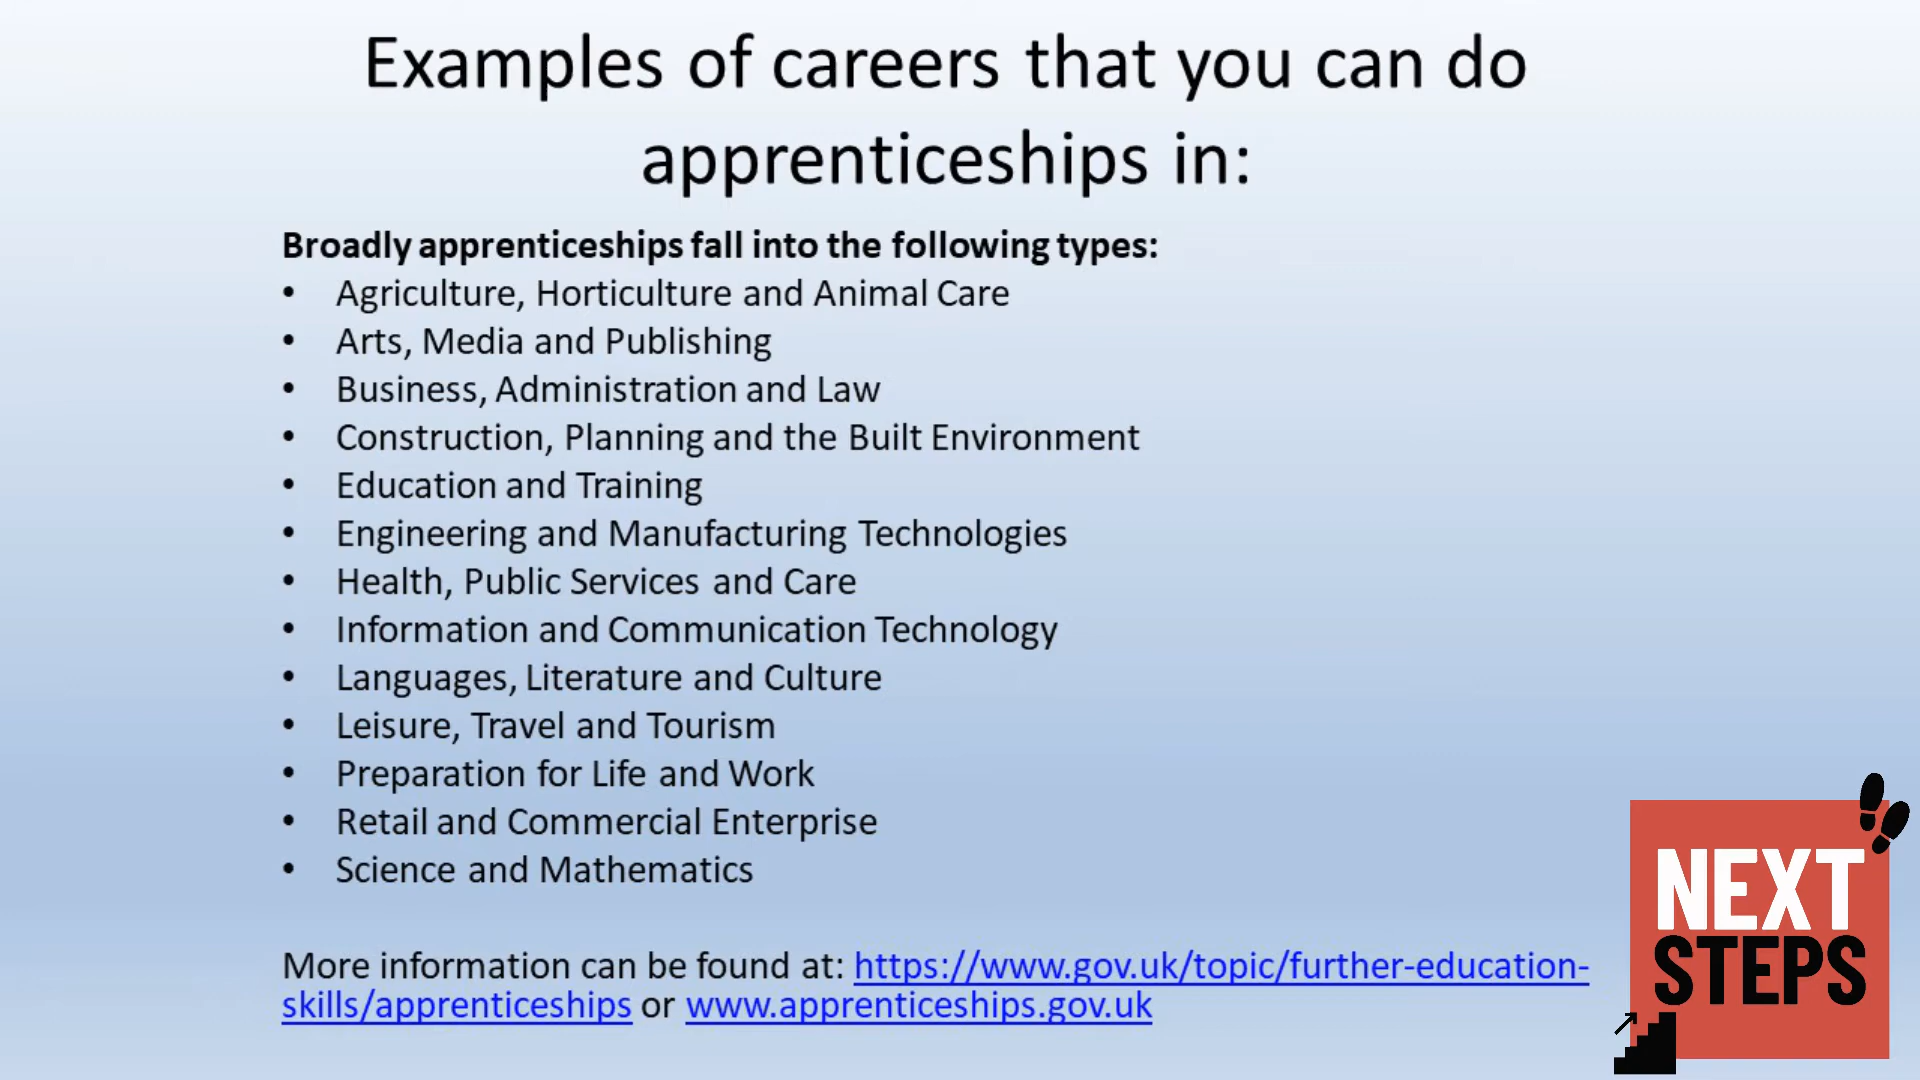 Examples of careers that you can do
apprenticeships in:
Broadly apprenticeships fall into the following types:
• Agriculture, Horticulture and Animal Care
• Arts, Media and Publishing
• Business, Administration and Law
• Construction, Planning and the Built Environment
• Education and Training
• Engineering and Manufacturing Technologies
• Health, Public Services and Care
• Information and Communication Technology
• Languages, Literature and Culture
• Leisure, Travel and Tourism
• Preparation for Life and Work
• Retail and Commercial Enterprise
• Science and Mathematics
More information can be found at: https://www.gov.uk/topic/further-education-
skills/apprenticeships or www.apprenticeships.gov.uk
NEXT
STEPS